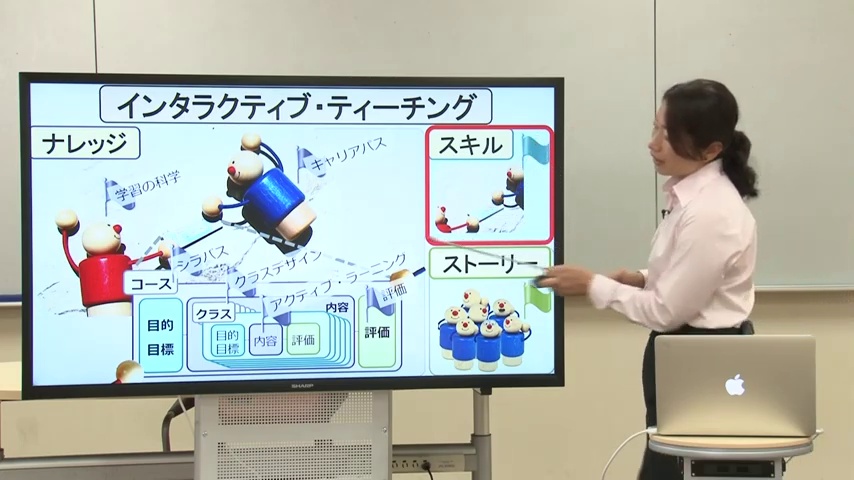 インタラクティブ・ティーチング
ナレッジ
スキル
学習の科学
キャリアパス
シラバス
クラスデザイン
アクティブ・ラーニング
評価
ストーリー
コース
目的
目標
クラス
目的
目標
内容
評価
内容
評価
SHARP